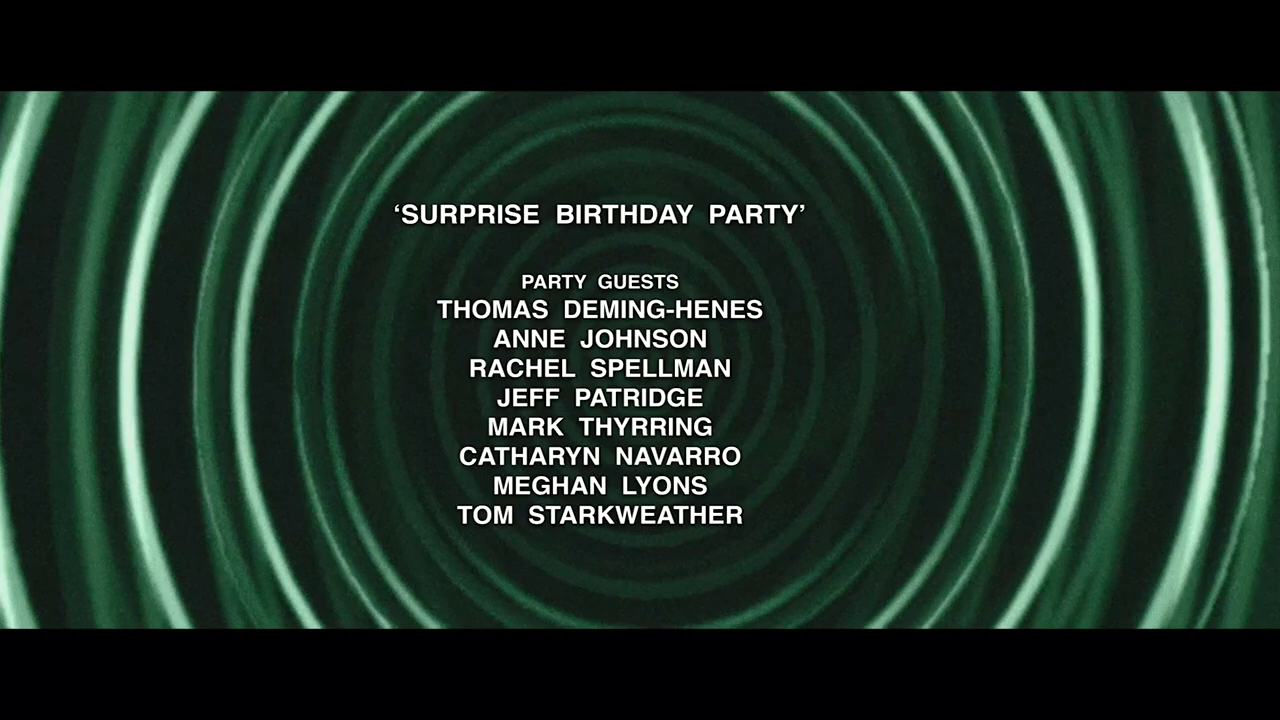 ‘SURPRISE BIRTHDAY PARTY’
PARTY GUESTS
THOMAS DEMING-HENES
ANNE JOHNSON
RACHEL SPELLMAN
JEFF PATRIDGE
MARK THYRRING
CATHARYN NAVARRO
MEGHAN LYONS
TOM STARKWEATHER